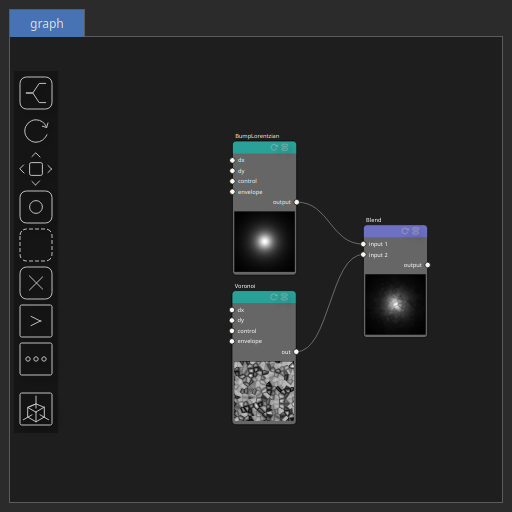 graph
BumpLorentzian
dx
dy
control
envelope
output
Blend
input 1
input 2
output
Voronoi
dx
dy
control
envelope
out